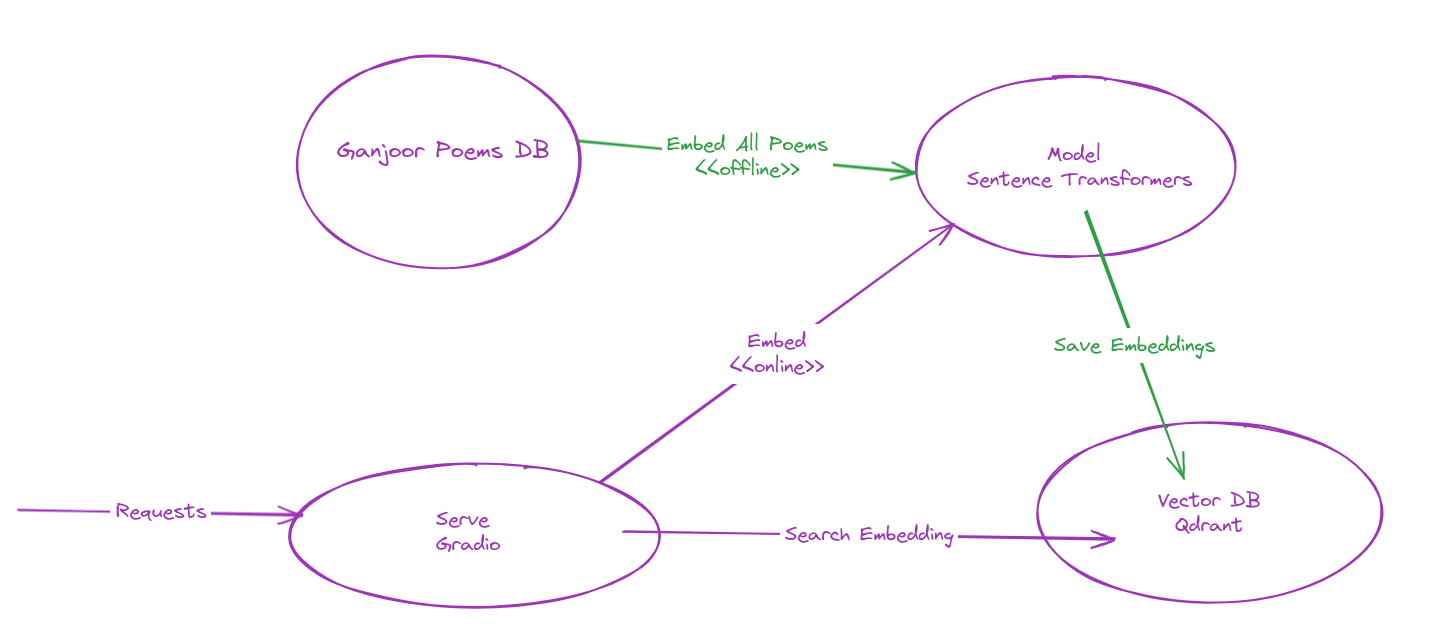 Ganjoor Poems DB
Embed All Poems
<<offline>>
Model
Sentence Transformers
Embed
<<online>>
Save Embeddings
Requests
Serve
Gradio
Search Embedding
Vector DB
Qdrant